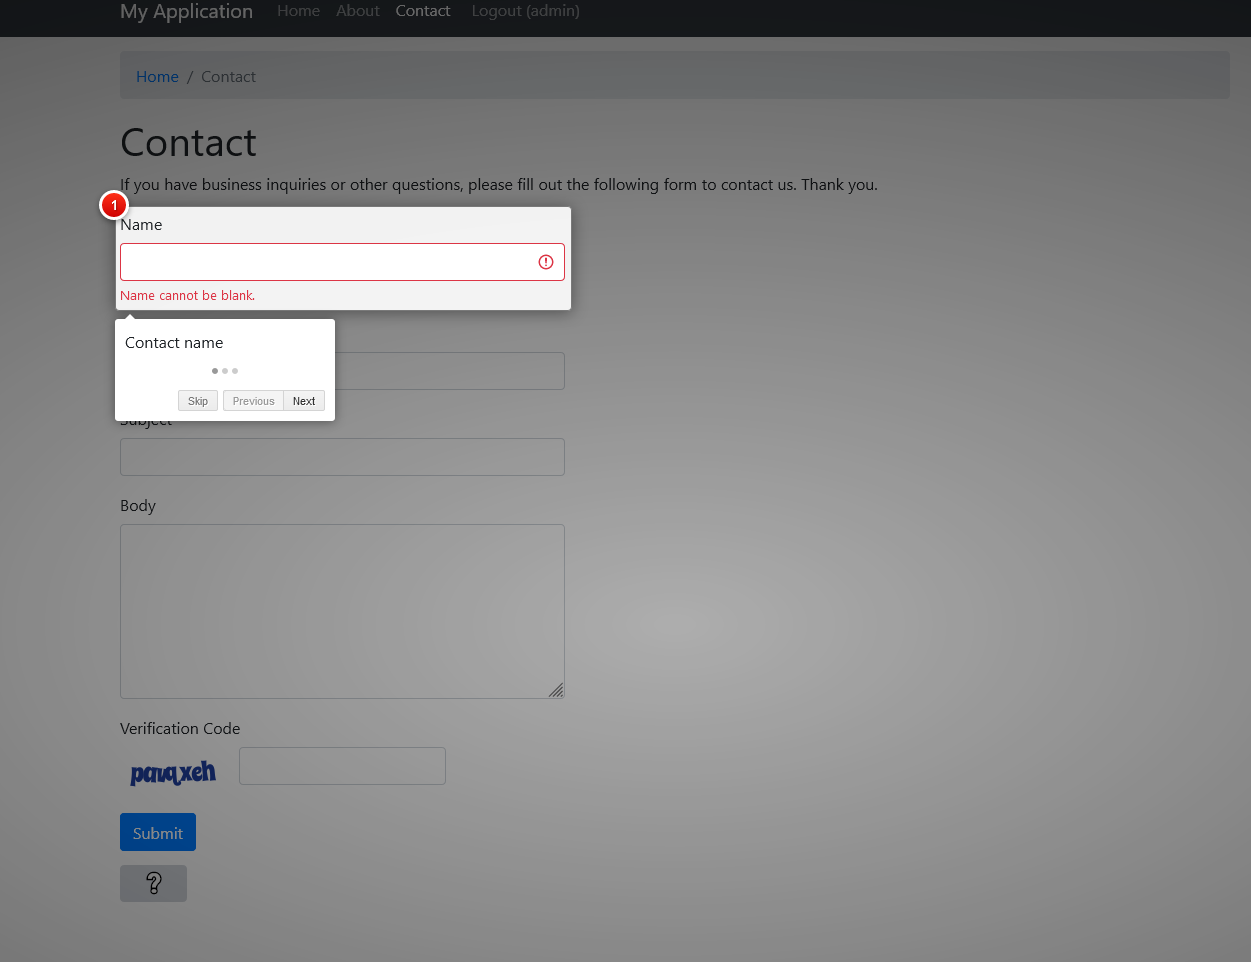 My Application Home About Contact Logout (admin)
Home / Contact
Contact
If you have business inquiries or other questions, please fill out the following form to contact us. Thank you.
1
Name
Name cannot be blank.
Contact name
Skip Previous Next
Subject
Body
Verification Code
pavqxeh
Submit
?